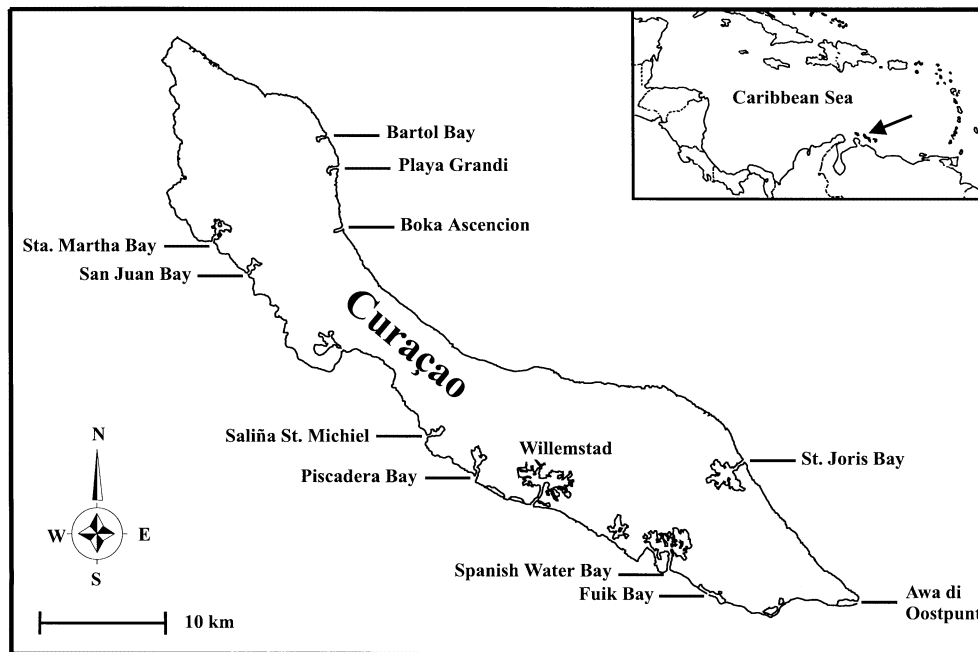 Caribbean Sea
Bartol Bay
Playa Grandi
Boka Ascencion
Sta. Martha Bay
San Juan Bay
Curaçao
Saliña St. Michiel
Willemstad
Piscadera Bay
St. Joris Bay
Spanish Water Bay
Fuik Bay
Awa di
Oostpunt
N
W E
S
10 km